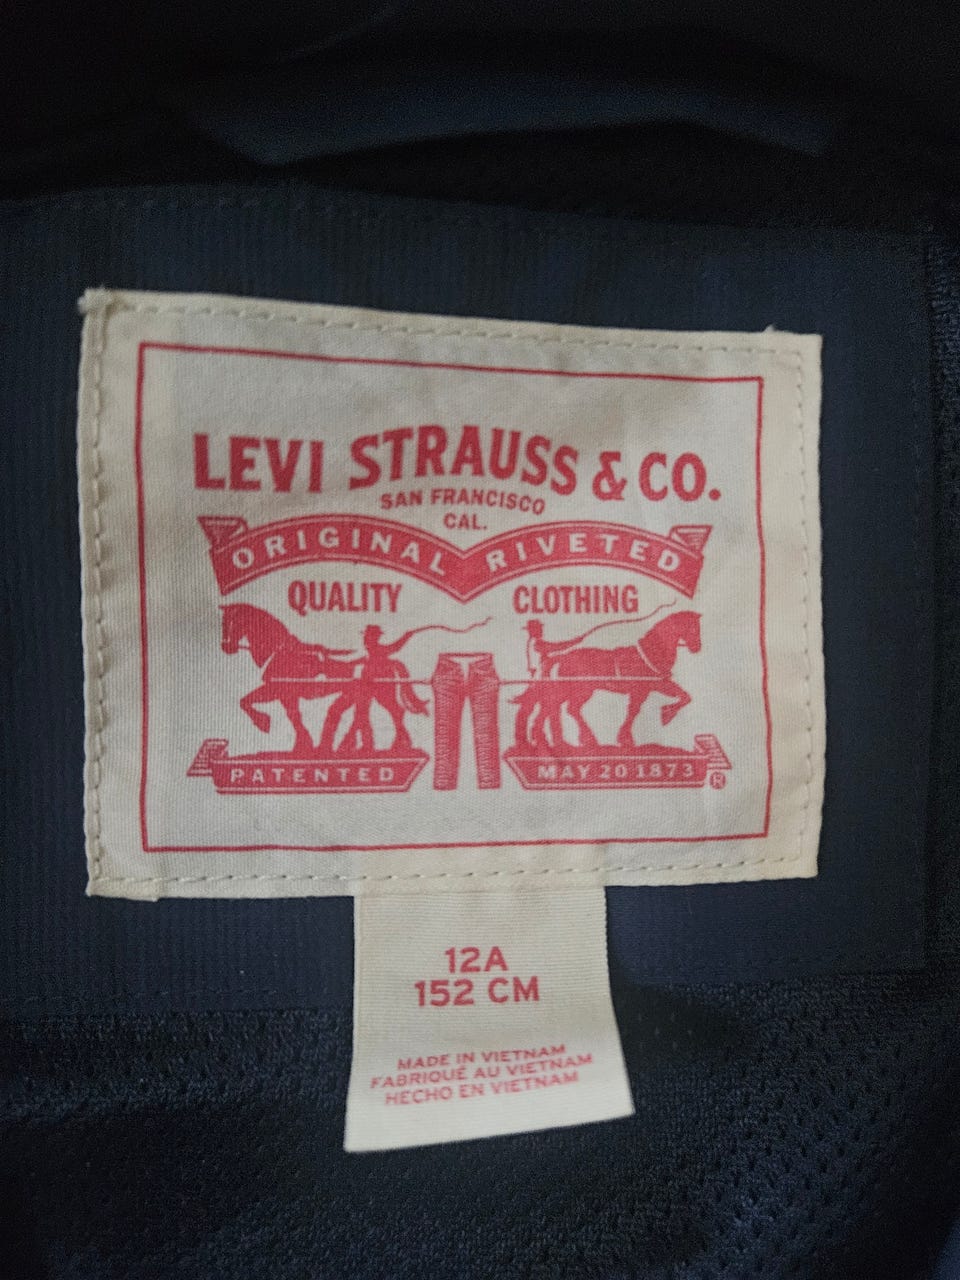 LEVI STRAUSS & CO.
SAN FRANCISCO
CAL.
ORIGINAL RIVETED
QUALITY CLOTHING
PATENTED MAY 20 1873 ®
12A
152 CM
MADE IN VIETNAM
FABRIQUÉ AU VIETNAM
HECHO EN VIETNAM